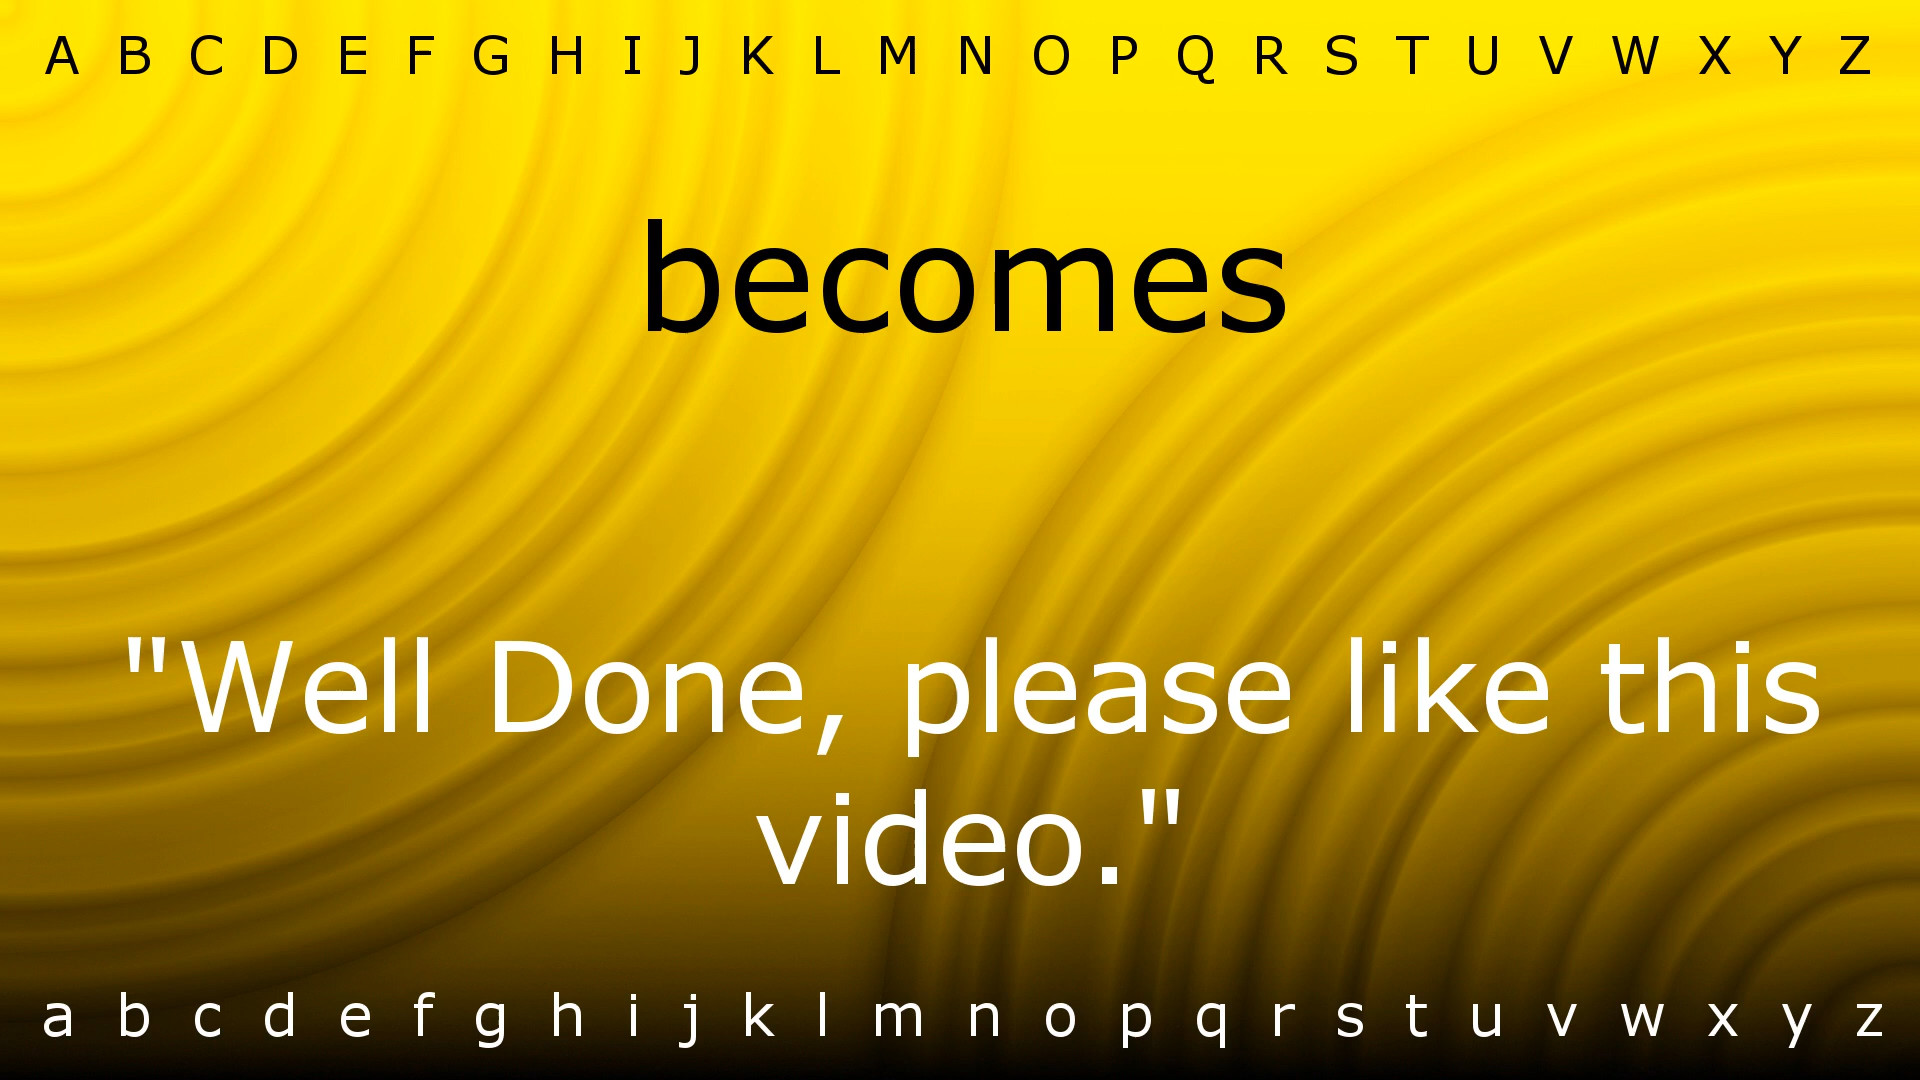 A B C D E F G H I J K L M N O P Q R S T U V W X Y Z
becomes
"Well Done, please like this
video."
a b c d e f g h i j k l m n o p q r s t u v w x y z